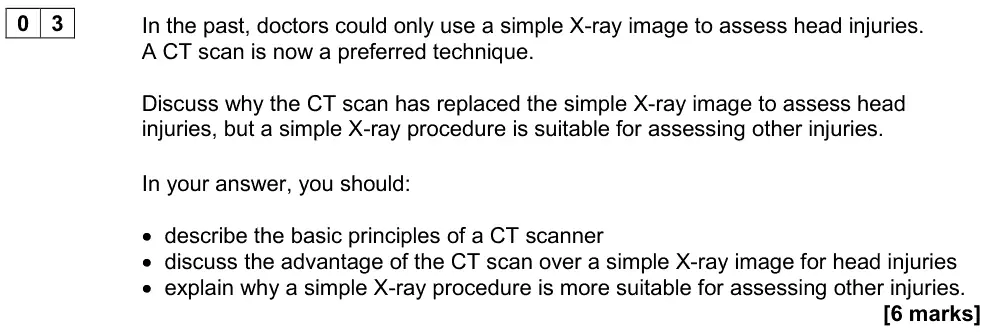 0 3
In the past, doctors could only use a simple X-ray image to assess head injuries.
A CT scan is now a preferred technique.
Discuss why the CT scan has replaced the simple X-ray image to assess head
injuries, but a simple X-ray procedure is suitable for assessing other injuries.
In your answer, you should:
• describe the basic principles of a CT scanner
• discuss the advantage of the CT scan over a simple X-ray image for head injuries
• explain why a simple X-ray procedure is more suitable for assessing other injuries.
[6 marks]